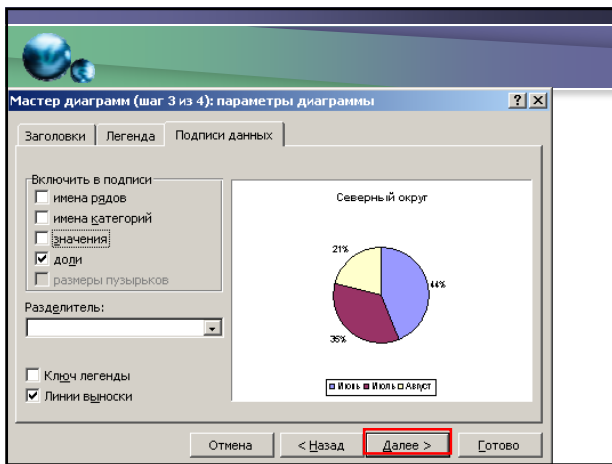 Мастер диаграмм (шаг 3 из 4): параметры диаграммы
Заголовки Легенда Подписи данных
Включить в подписи
имена рядов
имена категорий
значения
доли
размеры пузырьков
Разделитель:
Ключ легенды
Линии выноски
Северный округ
21%
44%
35%
Июнь Июль Август
Отмена < Назад Далее > Готово